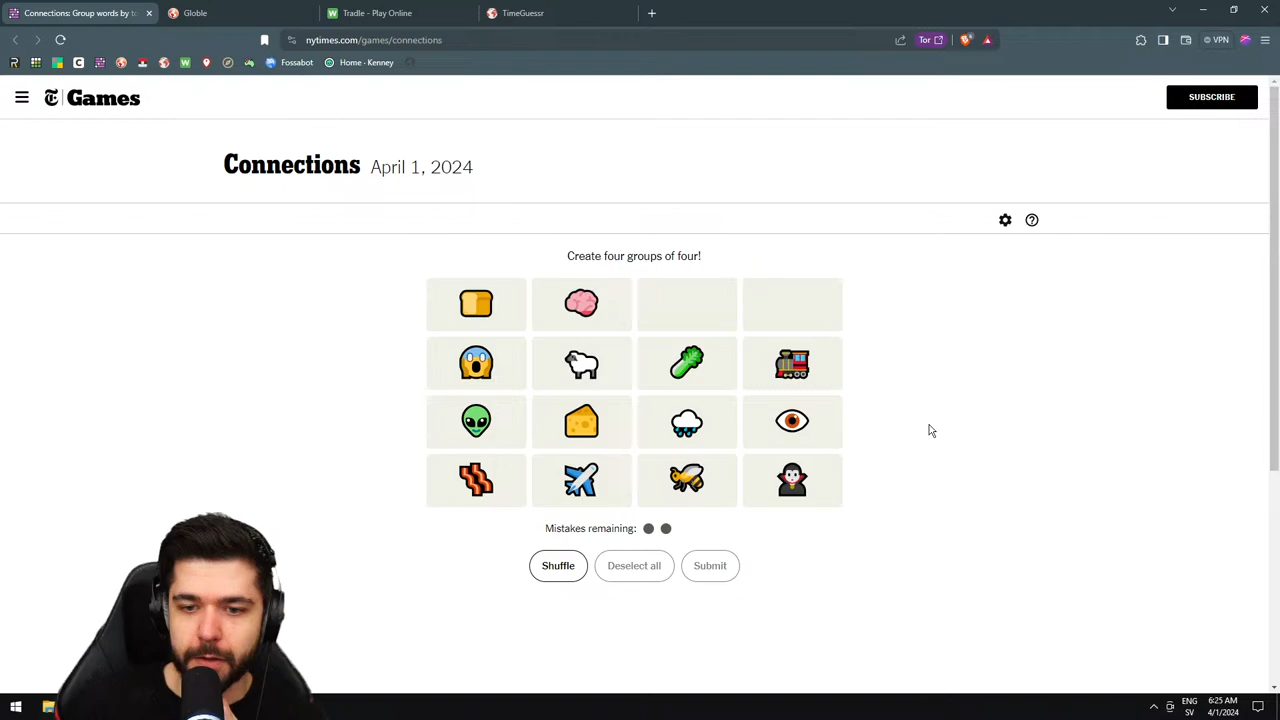 Connections: Group words by to
Globle
Tradle - Play Online
TimeGuessr
nytimes.com/games/connections
Tor
VPN
Fossabot
Home · Kenney
Games
SUBSCRIBE
Connections April 1, 2024
Create four groups of four!
Mistakes remaining:
Shuffle
Deselect all
Submit
ENG
SV
6:25 AM
4/1/2024